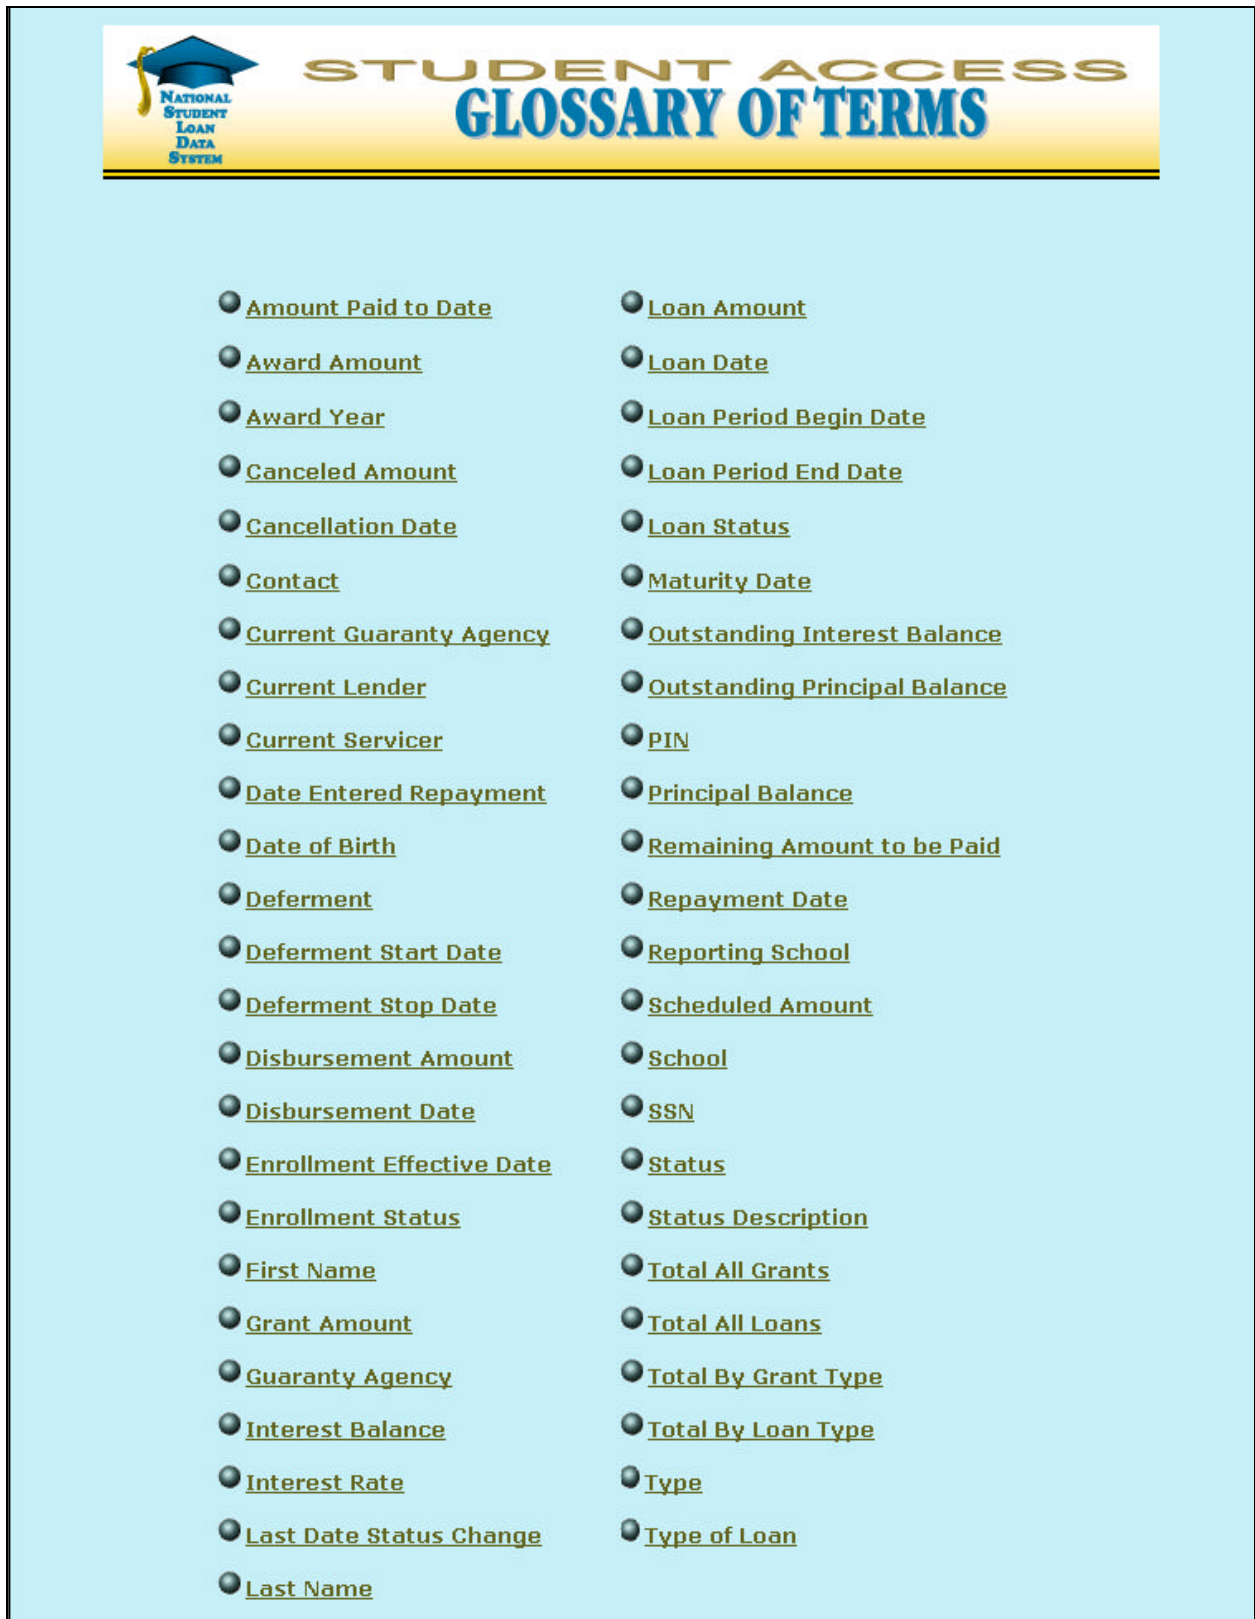 NATIONAL
STUDENT
LOAN
DATA
SYSTEM
STUDENT ACCESS
GLOSSARY OF TERMS
Amount Paid to Date
Award Amount
Award Year
Canceled Amount
Cancellation Date
Contact
Current Guaranty Agency
Current Lender
Current Servicer
Date Entered Repayment
Date of Birth
Deferment
Deferment Start Date
Deferment Stop Date
Disbursement Amount
Disbursement Date
Enrollment Effective Date
Enrollment Status
First Name
Grant Amount
Guaranty Agency
Interest Balance
Interest Rate
Last Date Status Change
Last Name
Loan Amount
Loan Date
Loan Period Begin Date
Loan Period End Date
Loan Status
Maturity Date
Outstanding Interest Balance
Outstanding Principal Balance
PIN
Principal Balance
Remaining Amount to be Paid
Repayment Date
Reporting School
Scheduled Amount
School
SSN
Status
Status Description
Total All Grants
Total All Loans
Total By Grant Type
Total By Loan Type
Type
Type of Loan